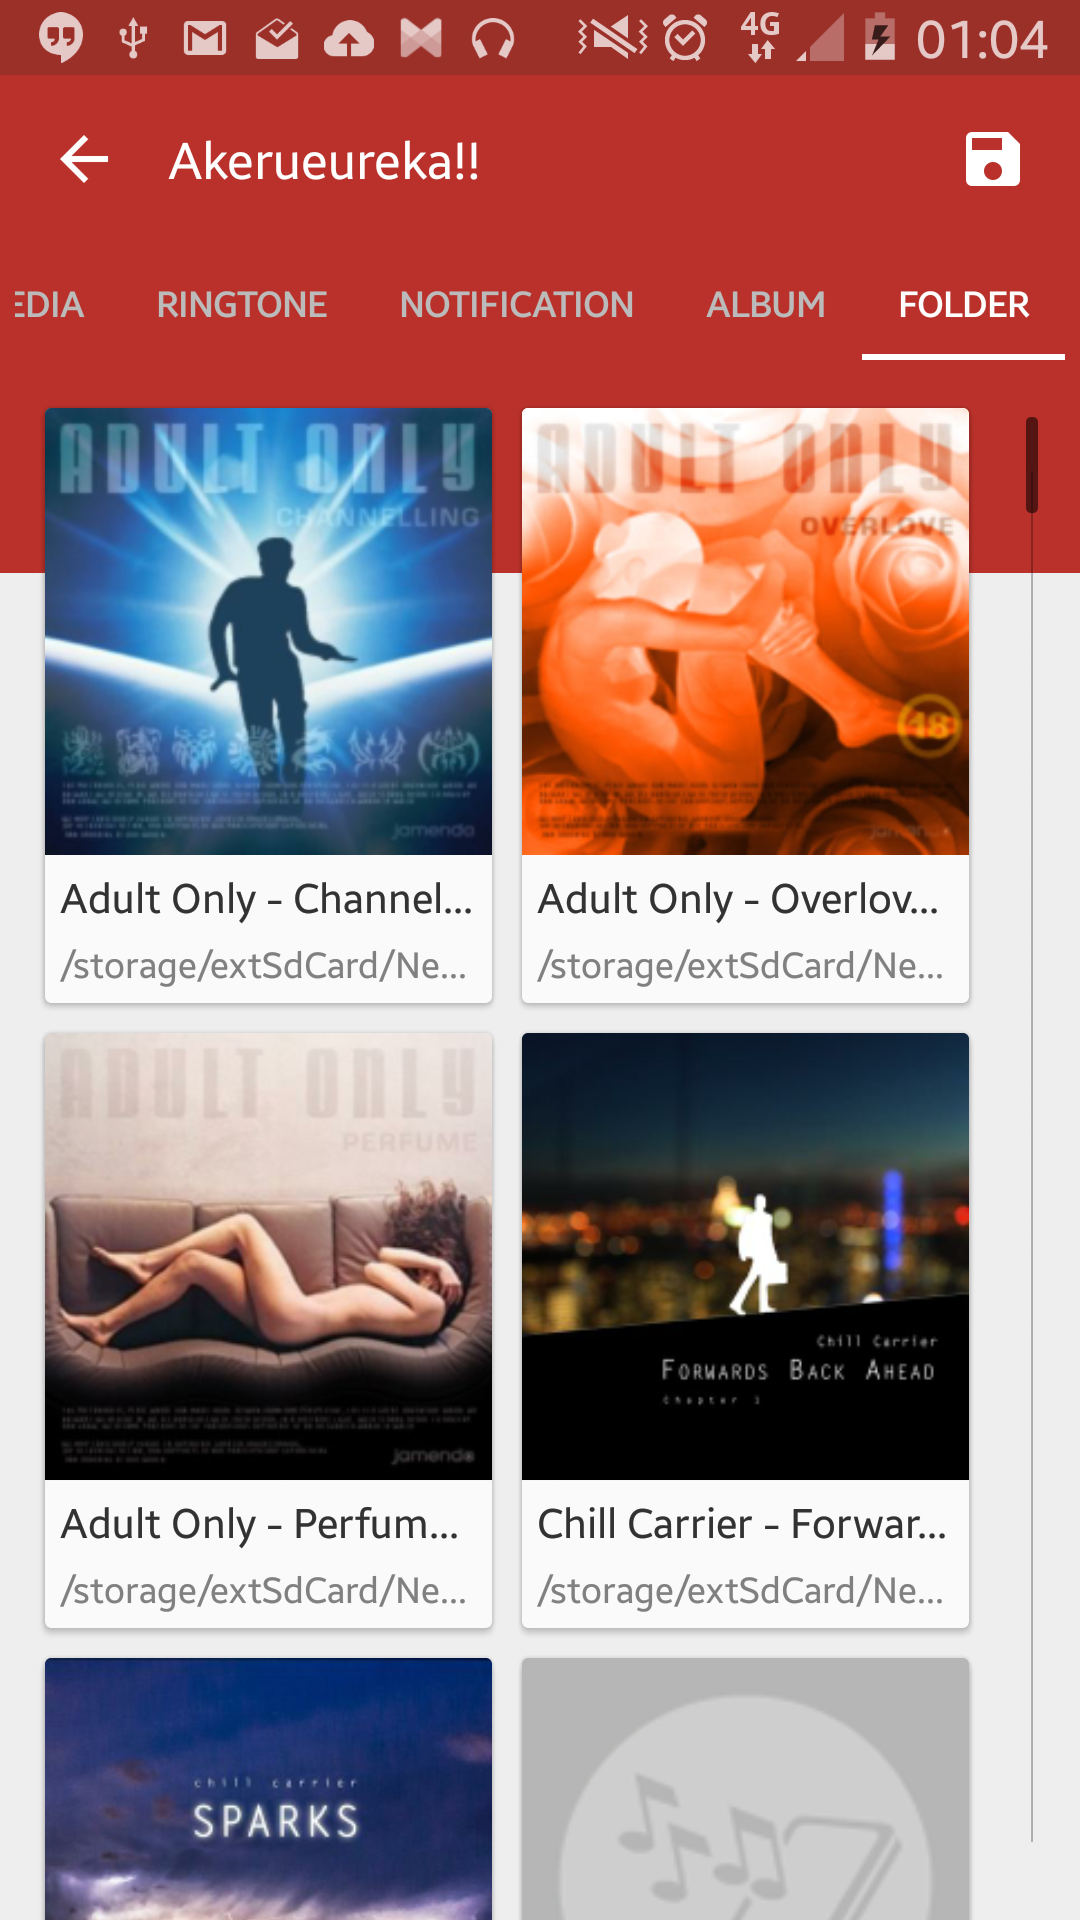 4G
01:04
Akerueureka!!
EDIA
RINGTONE
NOTIFICATION
ALBUM
FOLDER
ADULT ONLY
CHANNELLING
jamendo
Adult Only - Channel...
/storage/extSdCard/Ne...
ADULT ONLY
OVERLOVE
18
Adult Only - Overlov...
/storage/extSdCard/Ne...
ADULT ONLY
PERFUME
jamendo
Adult Only - Perfum...
/storage/extSdCard/Ne...
Chill Carrier
FORWARDS BACK AHEAD
Chapter 1
Chill Carrier - Forwar...
/storage/extSdCard/Ne...
chill carrier
SPARKS